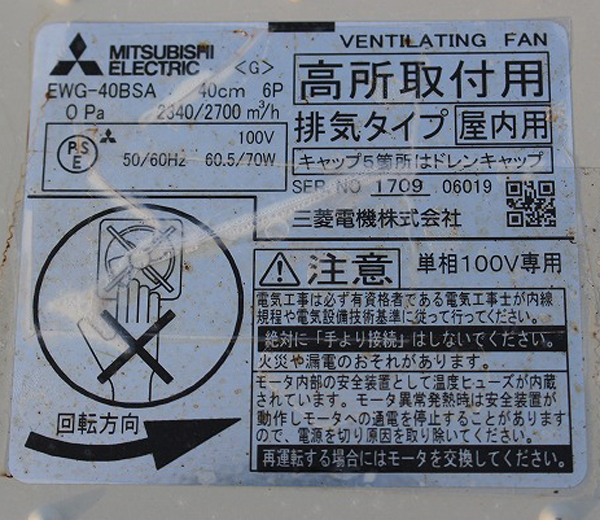 VENTILATING FAN
MITSUBISHI
ELECTRIC <G>
EWG-40BSA 40cm 6P
0 Pa 2340/2700 m³/h
PS
E
100V
50/60Hz 60.5/70W
高所取付用
排気タイプ 屋内用
キャップ5箇所はドレンキャップ
SER NO 1709 06019
三菱電機株式会社
注意 単相100V専用
電気工事は必ず有資格者である電気工事士が内線
規程や電気設備技術基準に従って行ってください。
絶対に「手より接続」はしないでください。
火災や漏電のおそれがあります。
モータ内部の安全装置として温度ヒューズが内蔵
されています。モータ異常発熱時は安全装置が
動作しモータへの通電を停止することがあります
ので、電源を切り原因を取り除いてください。
再運転する場合にはモータを交換してください。
回転方向